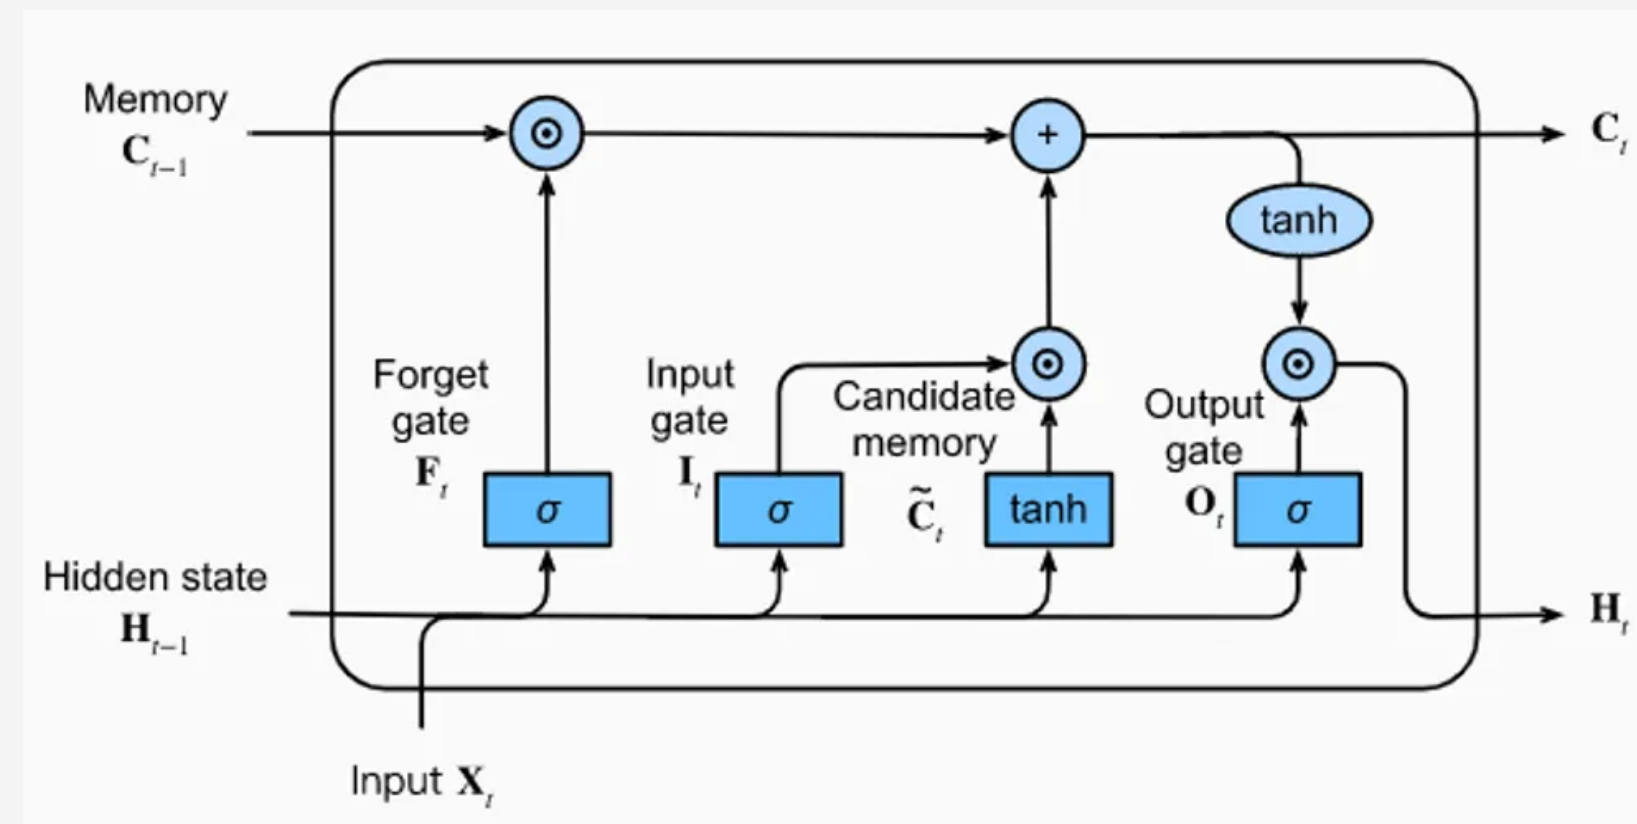 Memory
C_{t-1}
⊙
+
C_t
tanh
Forget
gate
F_t
Input
gate
I_t
⊙
Candidate
memory
C̃_t
Output
gate
O_t
⊙
σ
σ
tanh
σ
Hidden state
H_{t-1}
H_t
Input X_t